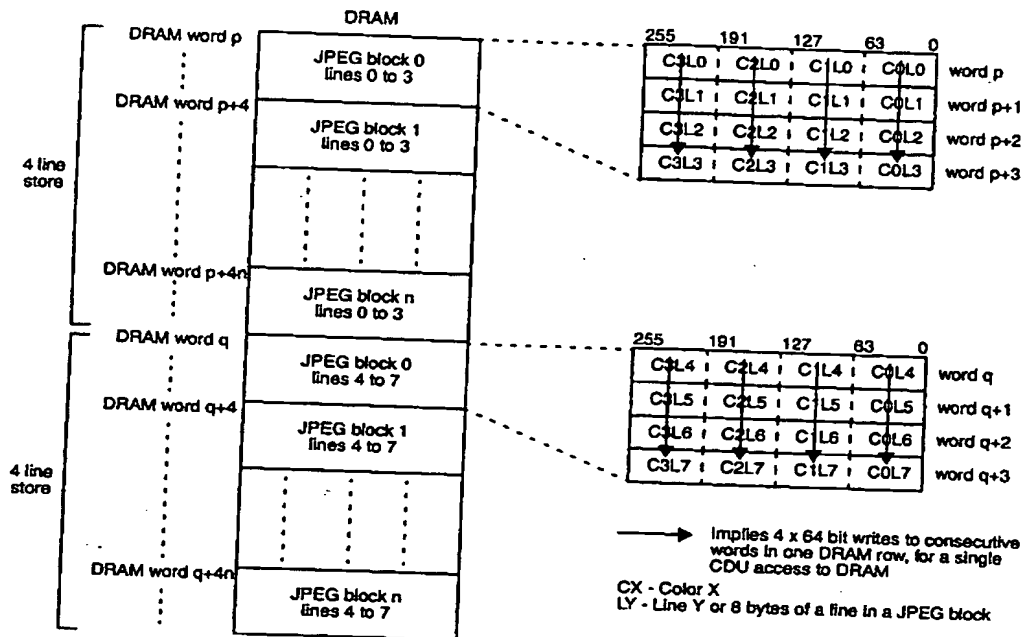 DRAM
DRAM word p
JPEG block 0
lines 0 to 3
DRAM word p+4
JPEG block 1
lines 0 to 3
4 line
store
DRAM word p+4n
JPEG block n
lines 0 to 3
255 191 127 63 0
C3L0 C2L0 C1L0 C0L0 word p
C3L1 C2L1 C1L1 C0L1 word p+1
C3L2 C2L2 C1L2 C0L2 word p+2
C3L3 C2L3 C1L3 C0L3 word p+3
DRAM word q
JPEG block 0
lines 4 to 7
DRAM word q+4
JPEG block 1
lines 4 to 7
4 line
store
DRAM word q+4n
JPEG block n
lines 4 to 7
255 191 127 63 0
C3L4 C2L4 C1L4 C0L4 word q
C3L5 C2L5 C1L5 C0L5 word q+1
C3L6 C2L6 C1L6 C0L6 word q+2
C3L7 C2L7 C1L7 C0L7 word q+3
Implies 4 x 64 bit writes to consecutive
words in one DRAM row, for a single
CDU access to DRAM
CX - Color X
LY - Line Y or 8 bytes of a line in a JPEG block